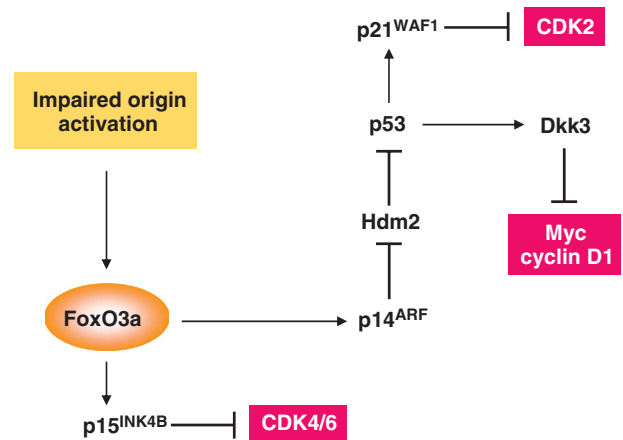 p21WAF1
CDK2
Impaired origin
activation
p53
Dkk3
Hdm2
Myc
cyclin D1
FoxO3a
p14ARF
p15INK4B
CDK4/6